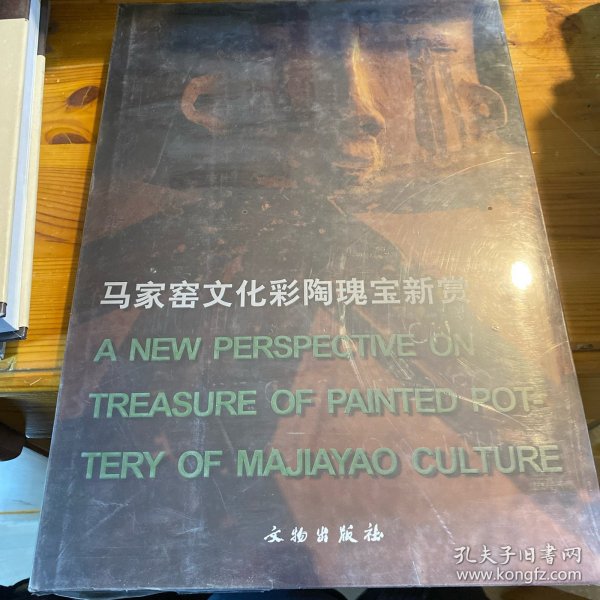 马家窑文化彩陶瑰宝新赏
A NEW PERSPECTIVE ON
TREASURE OF PAINTED POT-
TERY OF MAJIAYAO CULTURE
文物出版社
孔夫子旧书网
www.kongfz.com